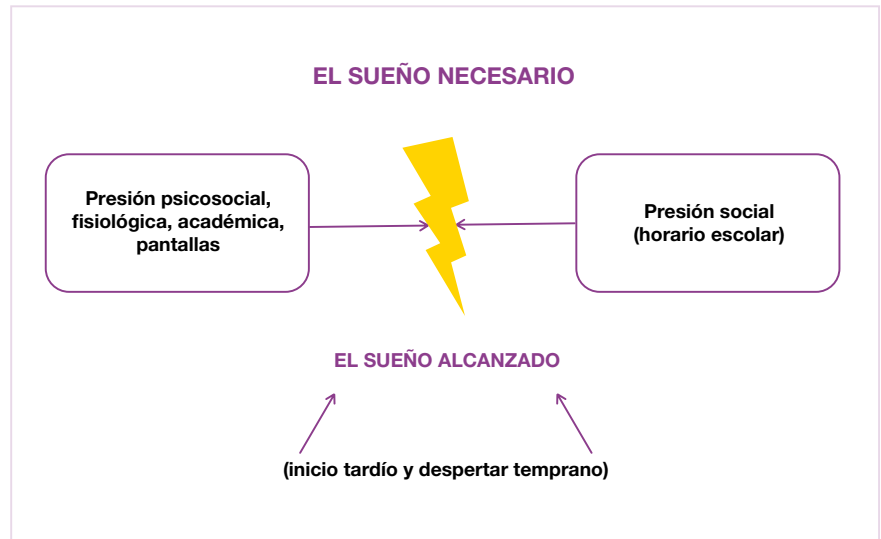 EL SUEÑO NECESARIO
Presión psicosocial,
fisiológica, académica,
pantallas
Presión social
(horario escolar)
EL SUEÑO ALCANZADO
(inicio tardío y despertar temprano)